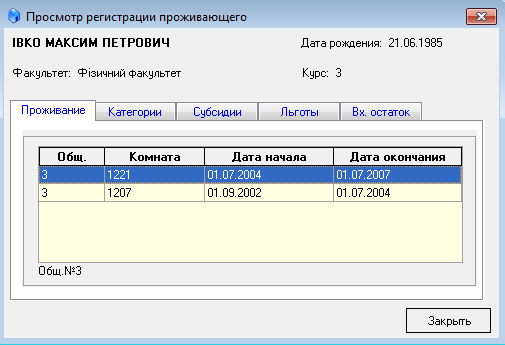 Просмотр регистрации проживающего
ІВКО МАКСИМ ПЕТРОВИЧ Дата рождения: 21.06.1985
Факультет: Фізичний факультет Курс: 3
Проживание Категории Субсидии Льготы Вх. остаток
Общ. Комната Дата начала Дата окончания
3 1221 01.07.2004 01.07.2007
3 1207 01.09.2002 01.07.2004
Общ.№3
Закрыть